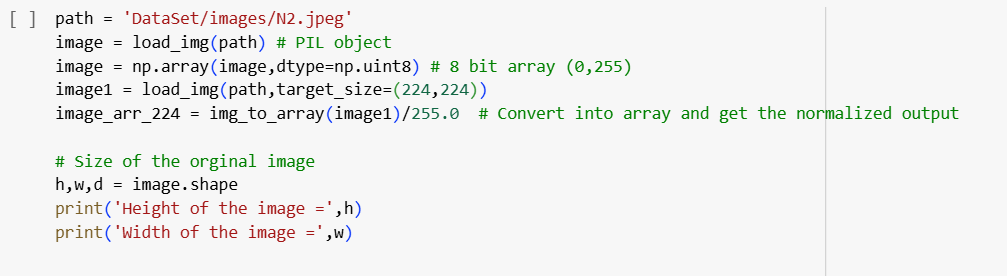 [ ] path = 'DataSet/images/N2.jpeg'
image = load_img(path) # PIL object
image = np.array(image,dtype=np.uint8) # 8 bit array (0,255)
image1 = load_img(path,target_size=(224,224))
image_arr_224 = img_to_array(image1)/255.0  # Convert into array and get the normalized output

# Size of the orginal image
h,w,d = image.shape
print('Height of the image =',h)
print('Width of the image =',w)